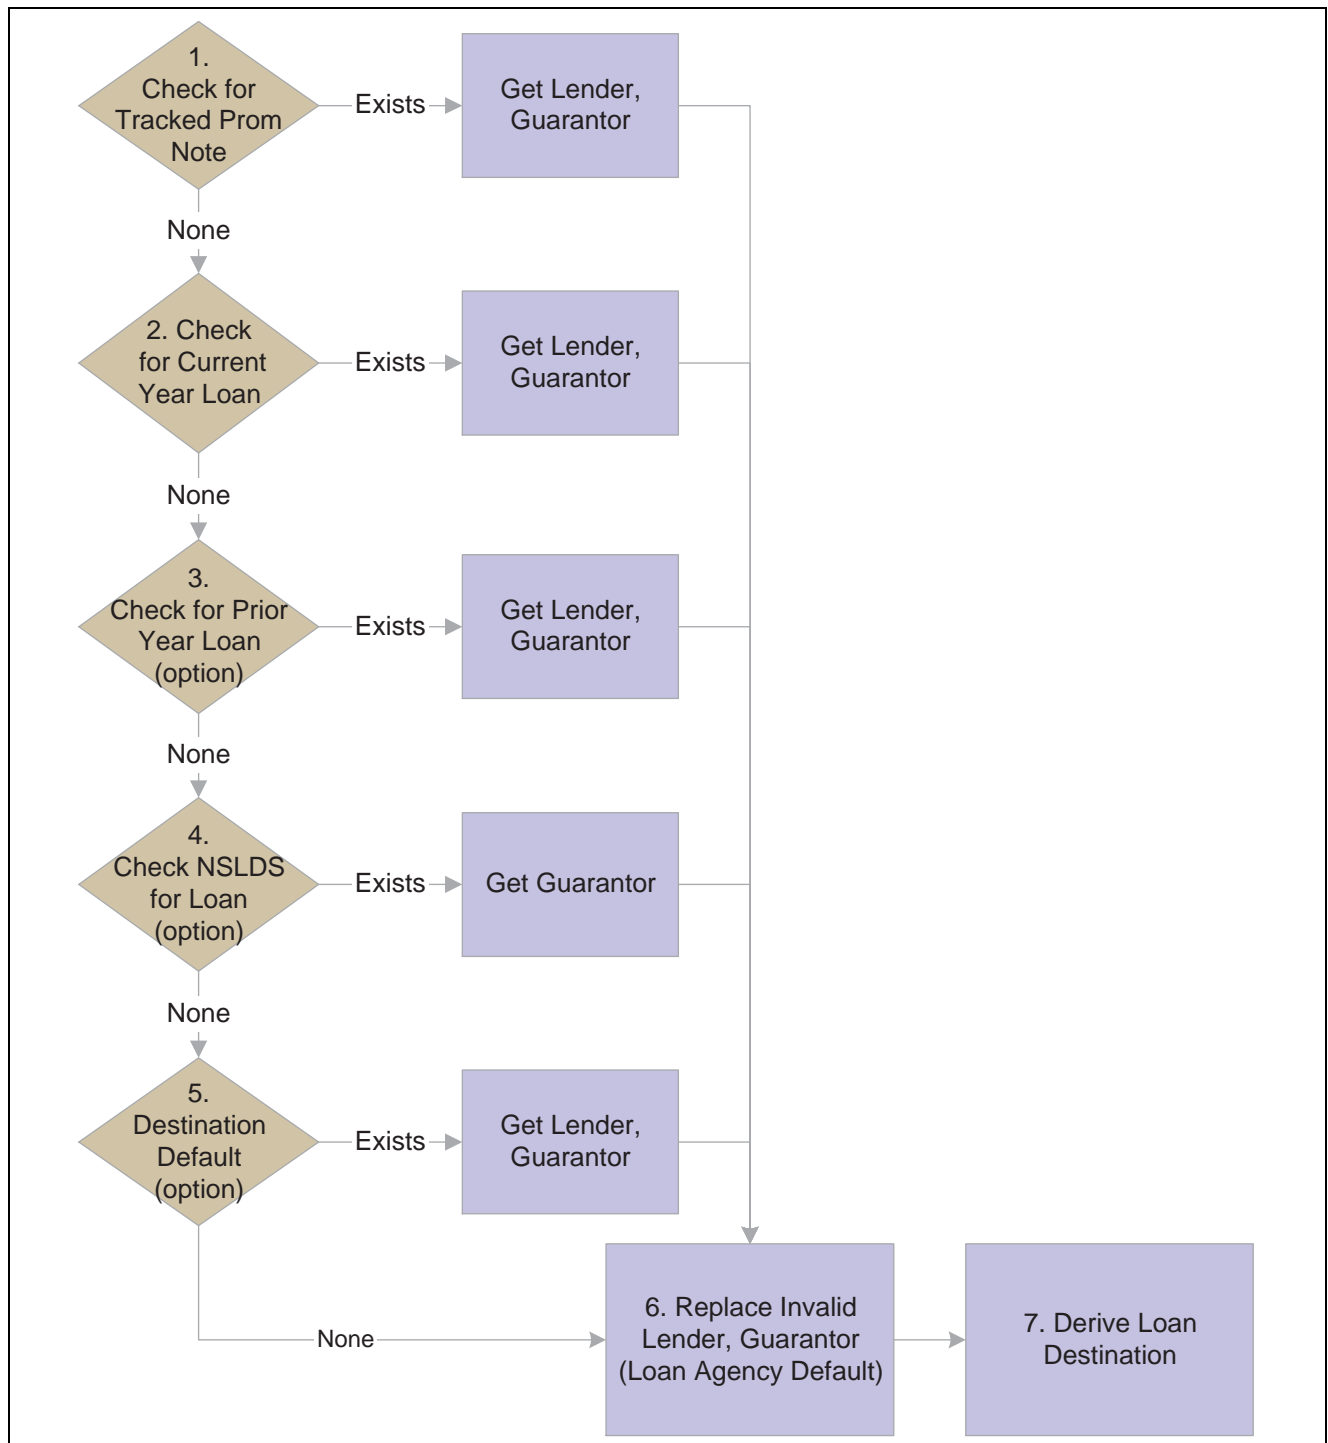 1.
Check for
Tracked Prom
Note
Exists
Get Lender,
Guarantor
None
2. Check
for Current
Year Loan
Exists
Get Lender,
Guarantor
None
3.
Check for Prior
Year Loan
(option)
Exists
Get Lender,
Guarantor
None
4.
Check NSLDS
for Loan
(option)
Exists
Get Guarantor
None
5.
Destination
Default
(option)
Exists
Get Lender,
Guarantor
None
6. Replace Invalid
Lender, Guarantor
(Loan Agency Default)
7. Derive Loan
Destination